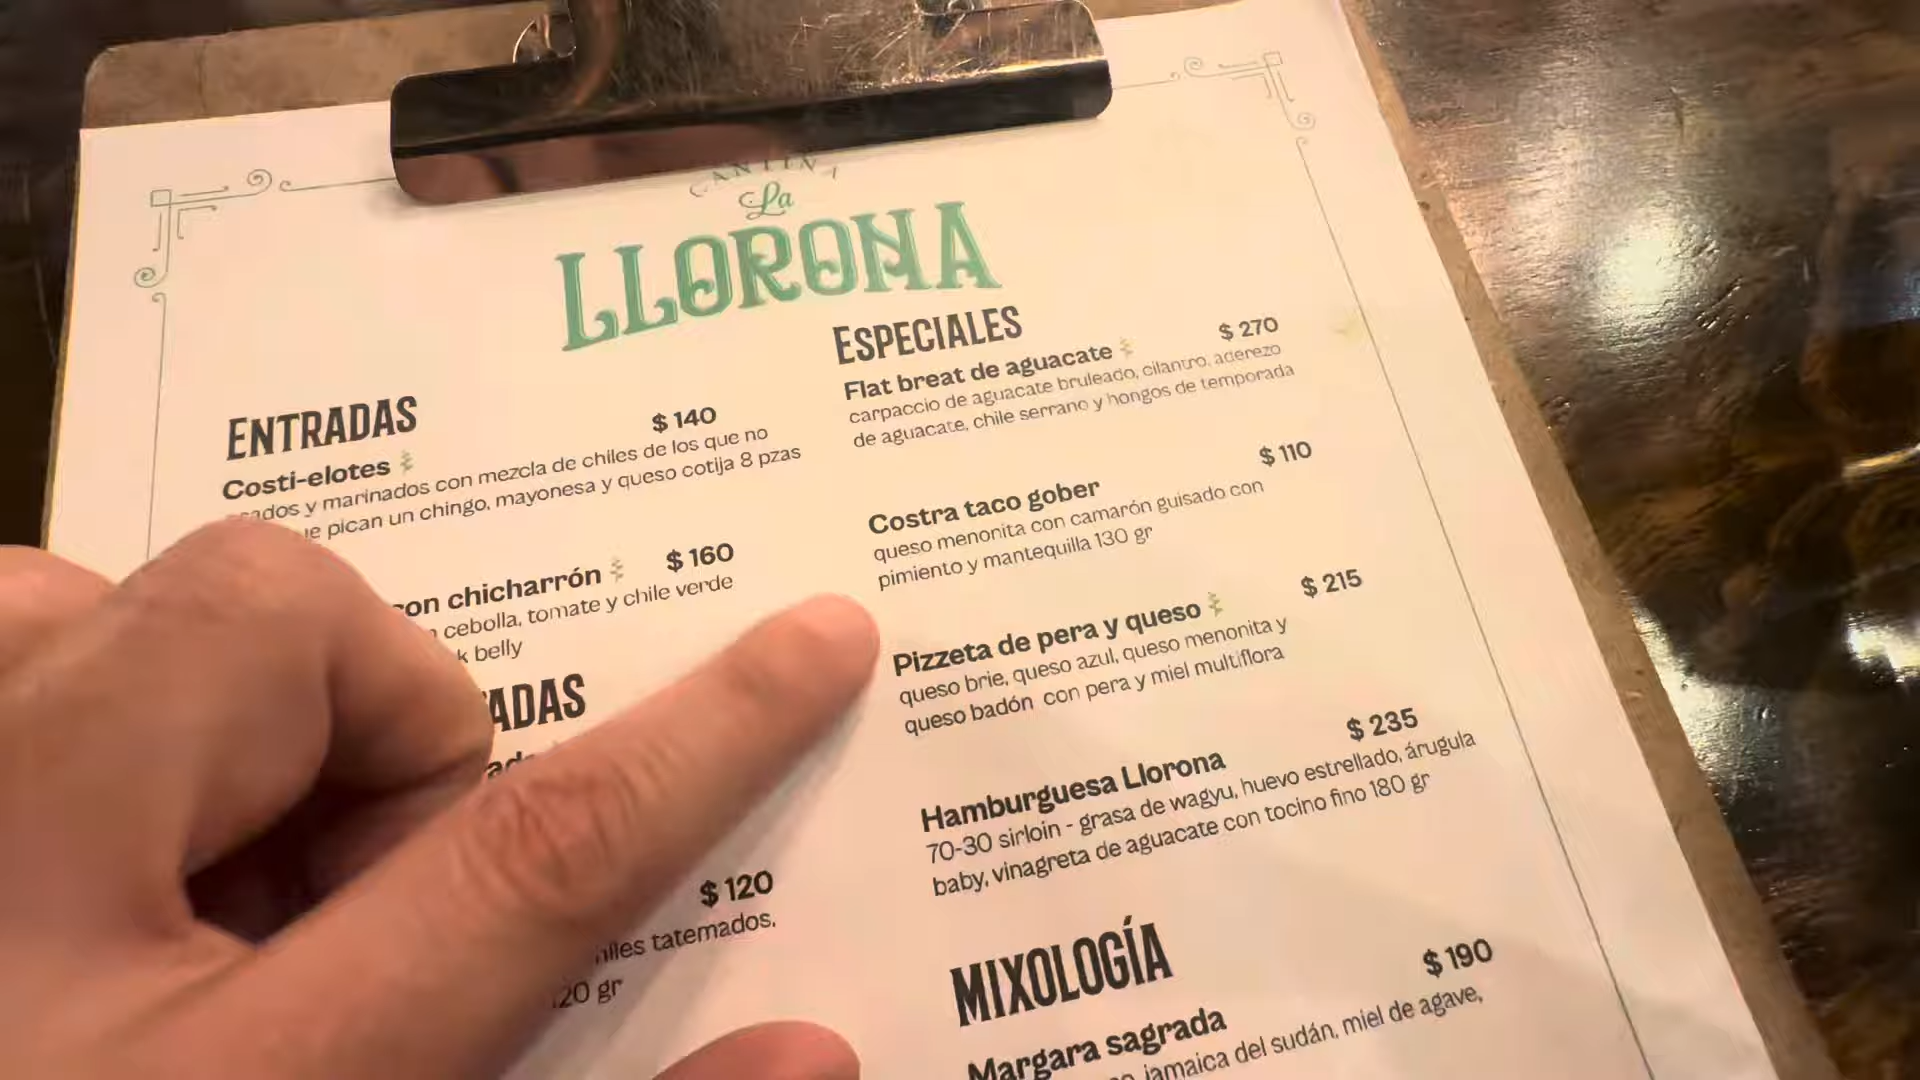 CANTINA
La
LLORONA
ENTRADAS
Costi-elotes $ 140
y marinados con mezcla de chiles de los que no
pican un chingo, mayonesa y queso cotija 8 pzas
con chicharrón $ 160
cebolla, tomate y chile verde
belly
$ 120
tatemados,
gr
ESPECIALES
Flat breat de aguacate $ 270
carpaccio de aguacate bruleado, cilantro, aderezo
de aguacate, chile serrano y hongos de temporada
Costra taco gober $ 110
queso menonita con camarón guisado con
pimiento y mantequilla 130 gr
Pizzeta de pera y queso $ 215
queso brie, queso azul, queso menonita y
queso badón con pera y miel multiflora
Hamburguesa Llorona $ 235
70-30 sirloin - grasa de wagyu, huevo estrellado, árugula
baby, vinagreta de aguacate con tocino fino 180 gr
MIXOLOGÍA
Margara sagrada $ 190
jamaica del sudán, miel de agave,